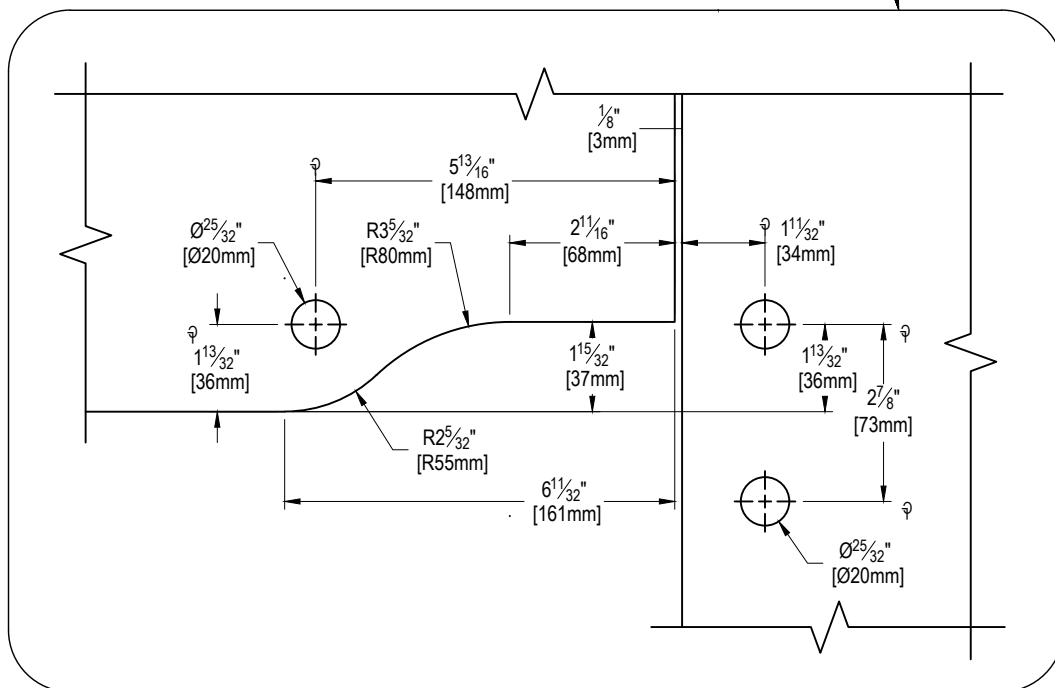 1⁄8"
[3mm]
5 13⁄16"
[148mm]
Ø25⁄32"
[Ø20mm]
R3 5⁄32"
[R80mm]
2 11⁄16"
[68mm]
1 11⁄32"
[34mm]
1 13⁄32"
[36mm]
1 15⁄32"
[37mm]
1 13⁄32"
[36mm]
2 7⁄8"
[73mm]
R2 5⁄32"
[R55mm]
6 11⁄32"
[161mm]
Ø25⁄32"
[Ø20mm]